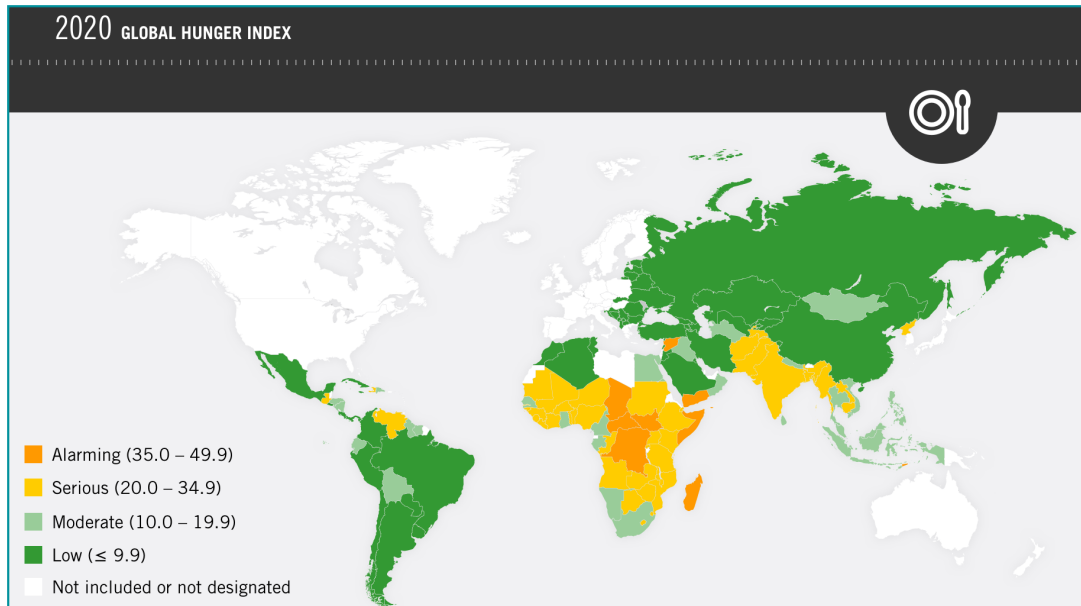 2020 GLOBAL HUNGER INDEX
Alarming (35.0 – 49.9)
Serious (20.0 – 34.9)
Moderate (10.0 – 19.9)
Low (≤ 9.9)
Not included or not designated